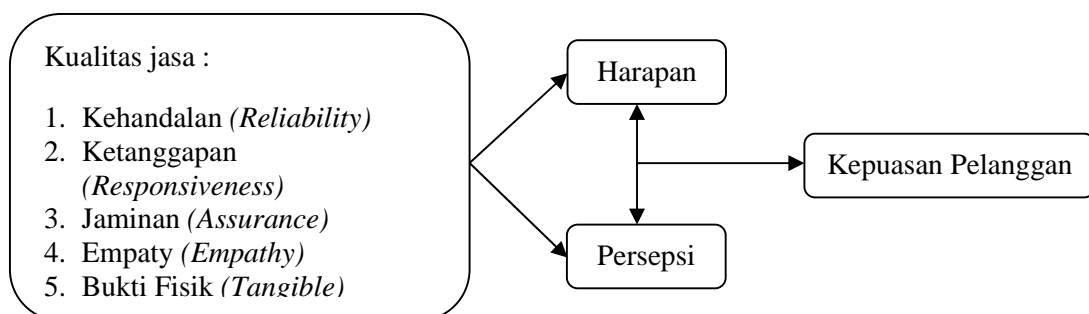 Kualitas jasa :
1. Kehandalan (Reliability)
2. Ketanggapan
(Responsiveness)
3. Jaminan (Assurance)
4. Empaty (Empathy)
5. Bukti Fisik (Tangible)
Harapan
Persepsi
Kepuasan Pelanggan